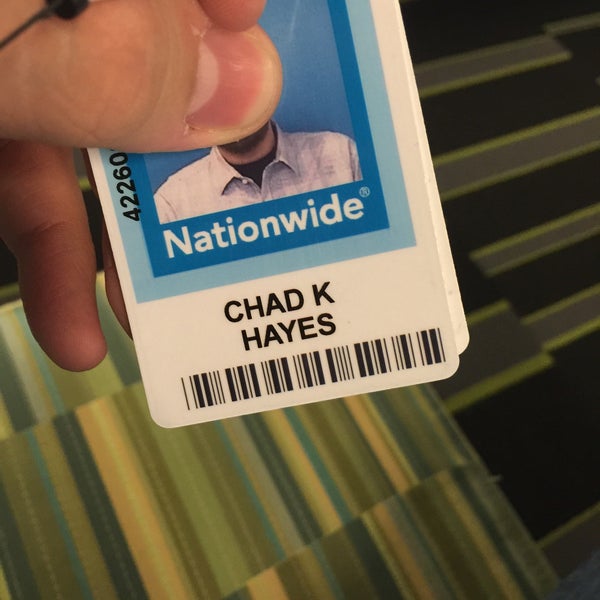 Nationwide®
CHAD K
HAYES
42260